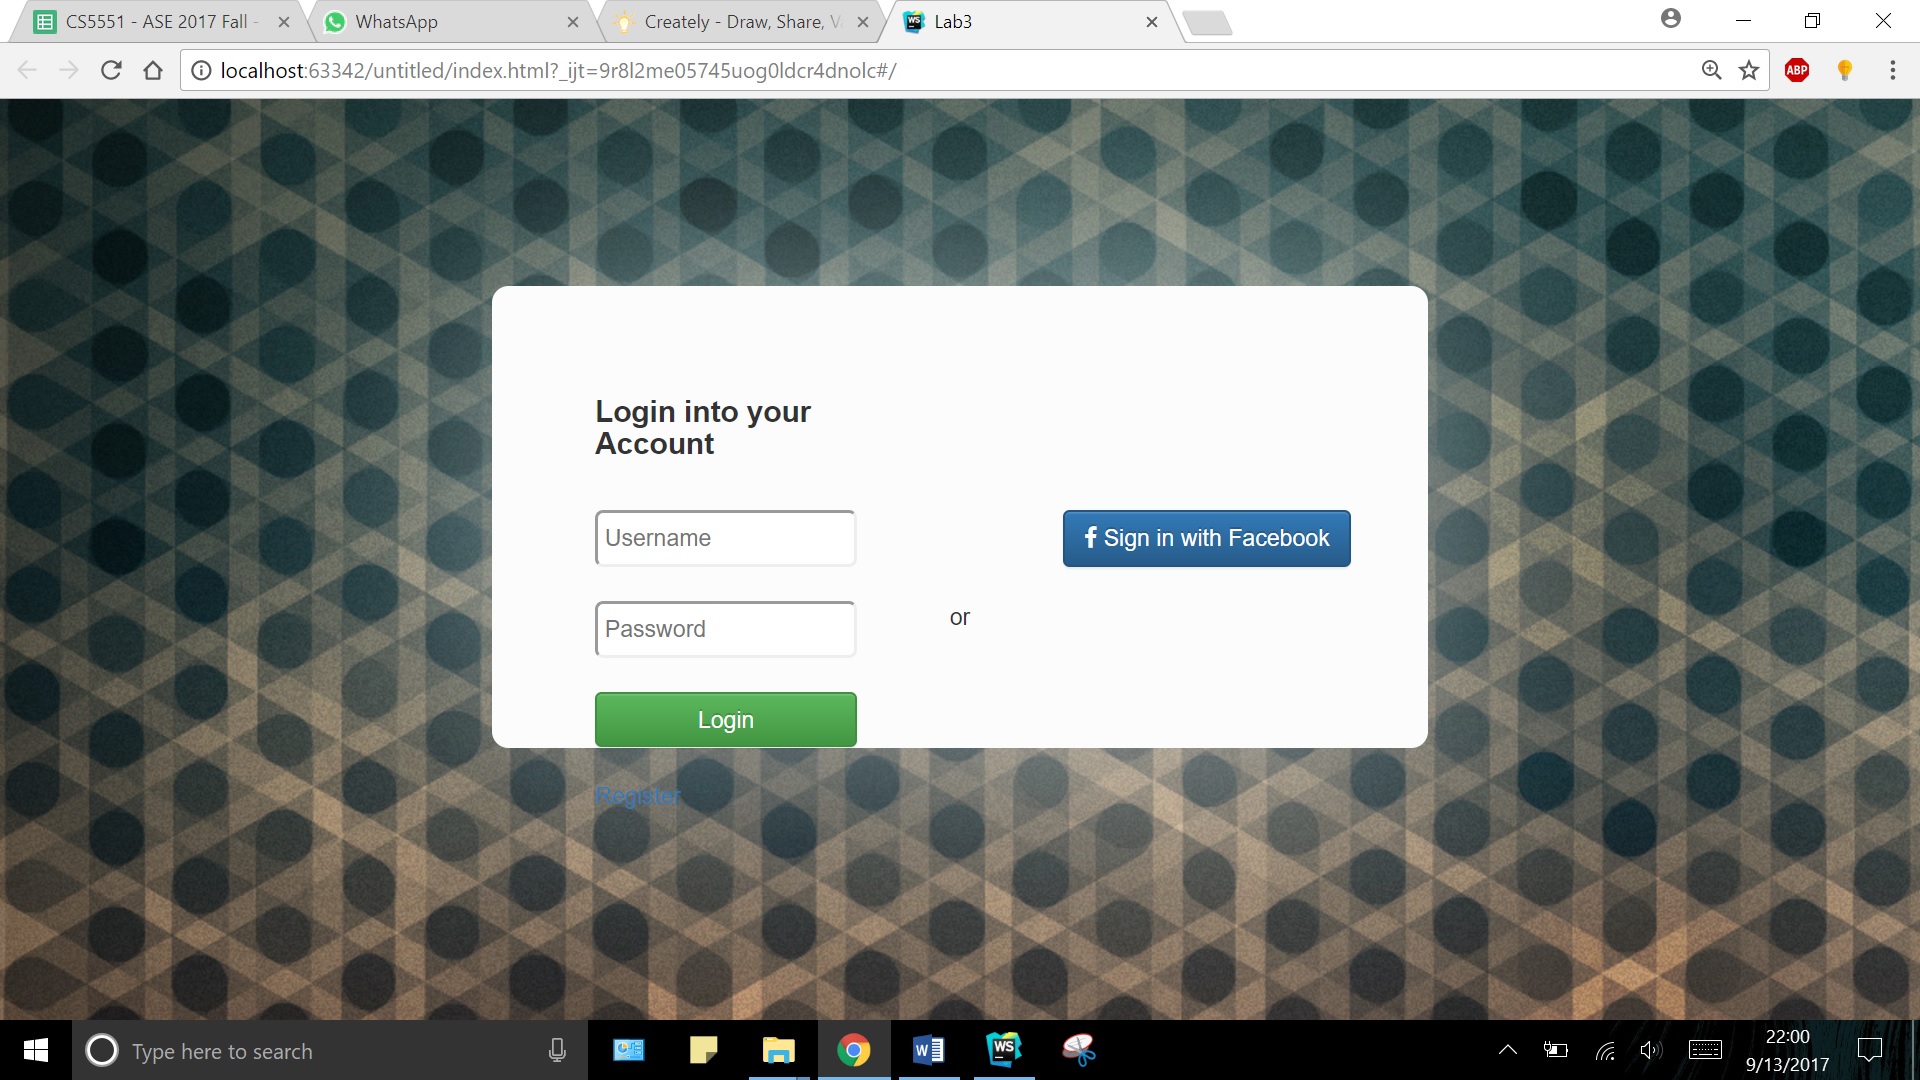 CS5551 - ASE 2017 Fall -
WhatsApp
Creately - Draw, Share, V
WS
Lab3
localhost:63342/untitled/index.html?_ijt=9r8l2me05745uog0ldcr4dnolc#/
ABP
Login into your
Account
Username
f Sign in with Facebook
Password
or
Login
Register
Type here to search
W
WS
22:00
9/13/2017